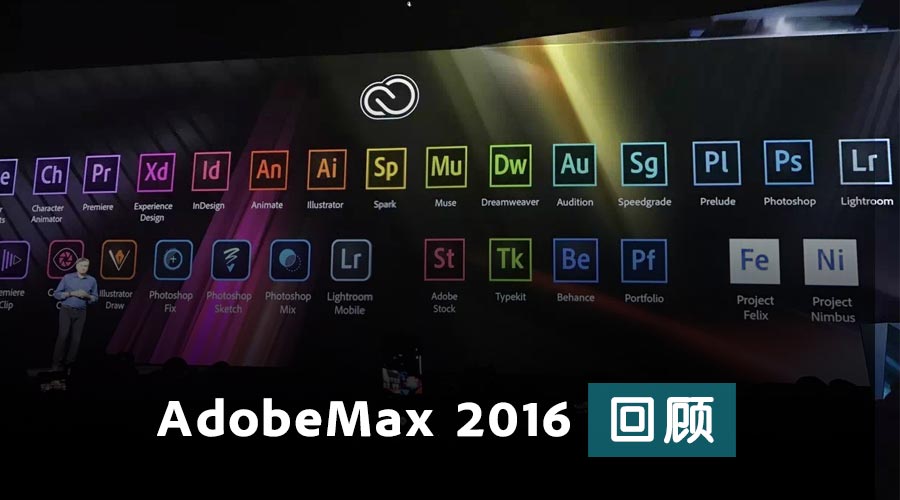 e Ch Pr Xd Id An Ai Sp Mu Dw Au Sg Pl Ps Lr
Character Animator Premiere Experience Design InDesign Animate Illustrator Spark Muse Dreamweaver Audition Speedgrade Prelude Photoshop Lightroom
Lr St Tk Be Pf Fe Ni
Illustrator Draw Photoshop Fix Photoshop Sketch Photoshop Mix Lightroom Mobile Adobe Stock Typekit Behance Portfolio Project Felix Project Nimbus
emiere Clip
AdobeMax 2016 回顾